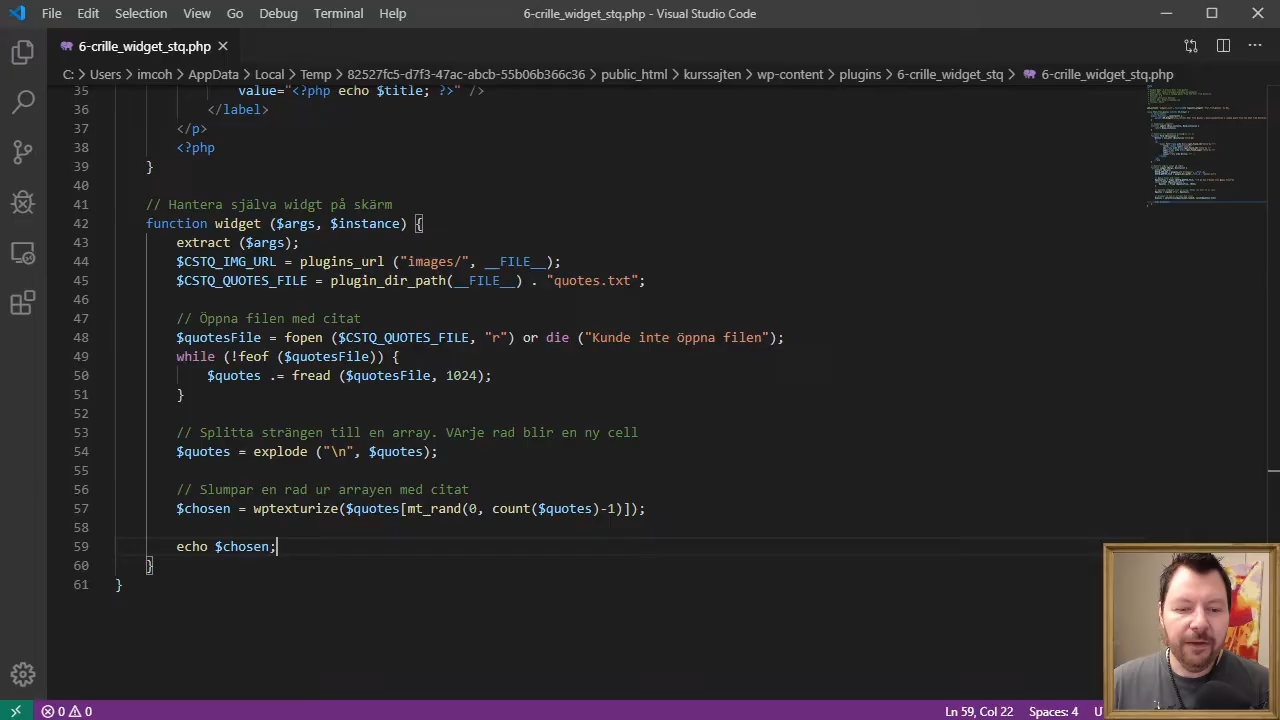 File Edit Selection View Go Debug Terminal Help 6-crille_widget_stq.php - Visual Studio Code
6-crille_widget_stq.php
C: > Users > imcoh > AppData > Local > Temp > 82527fc5-d7f3-47ac-abcb-55b06b366c36 > public_html > kurssajten > wp-content > plugins > 6-crille_widget_stq > 6-crille_widget_stq.php
35 value="<?php echo $title; ?>" />
36 </label>
37 </p>
38 <?php
39 }
40
41 // Hantera själva widgt på skärm
42 function widget ($args, $instance) {
43 extract ($args);
44 $CSTQ_IMG_URL = plugins_url ("images/", __FILE__);
45 $CSTQ_QUOTES_FILE = plugin_dir_path(__FILE__) . "quotes.txt";
46
47 // Öppna filen med citat
48 $quotesFile = fopen ($CSTQ_QUOTES_FILE, "r") or die ("Kunde inte öppna filen");
49 while (!feof ($quotesFile)) {
50 $quotes .= fread ($quotesFile, 1024);
51 }
52
53 // Splitta strängen till en array. VArje rad blir en ny cell
54 $quotes = explode ("\n", $quotes);
55
56 // Slumpar en rad ur arrayen med citat
57 $chosen = wptexturize($quotes[mt_rand(0, count($quotes)-1)]);
58
59 echo $chosen;
60 }
61 }
0 0 Ln 59, Col 22 Spaces: 4